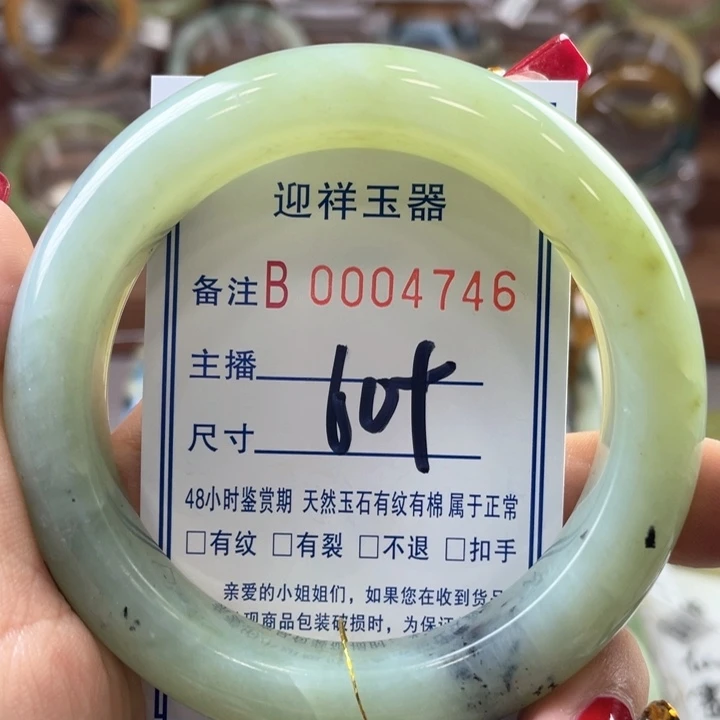 迎祥玉器
备注B 0004746
主播
尺寸 60+
48小时鉴赏期 天然玉石有纹有棉 属于正常
□有纹 □有裂 □不退 □扣手
亲爱的小姐姐们，如果您在收到货品
现商品包装破损时，为保证